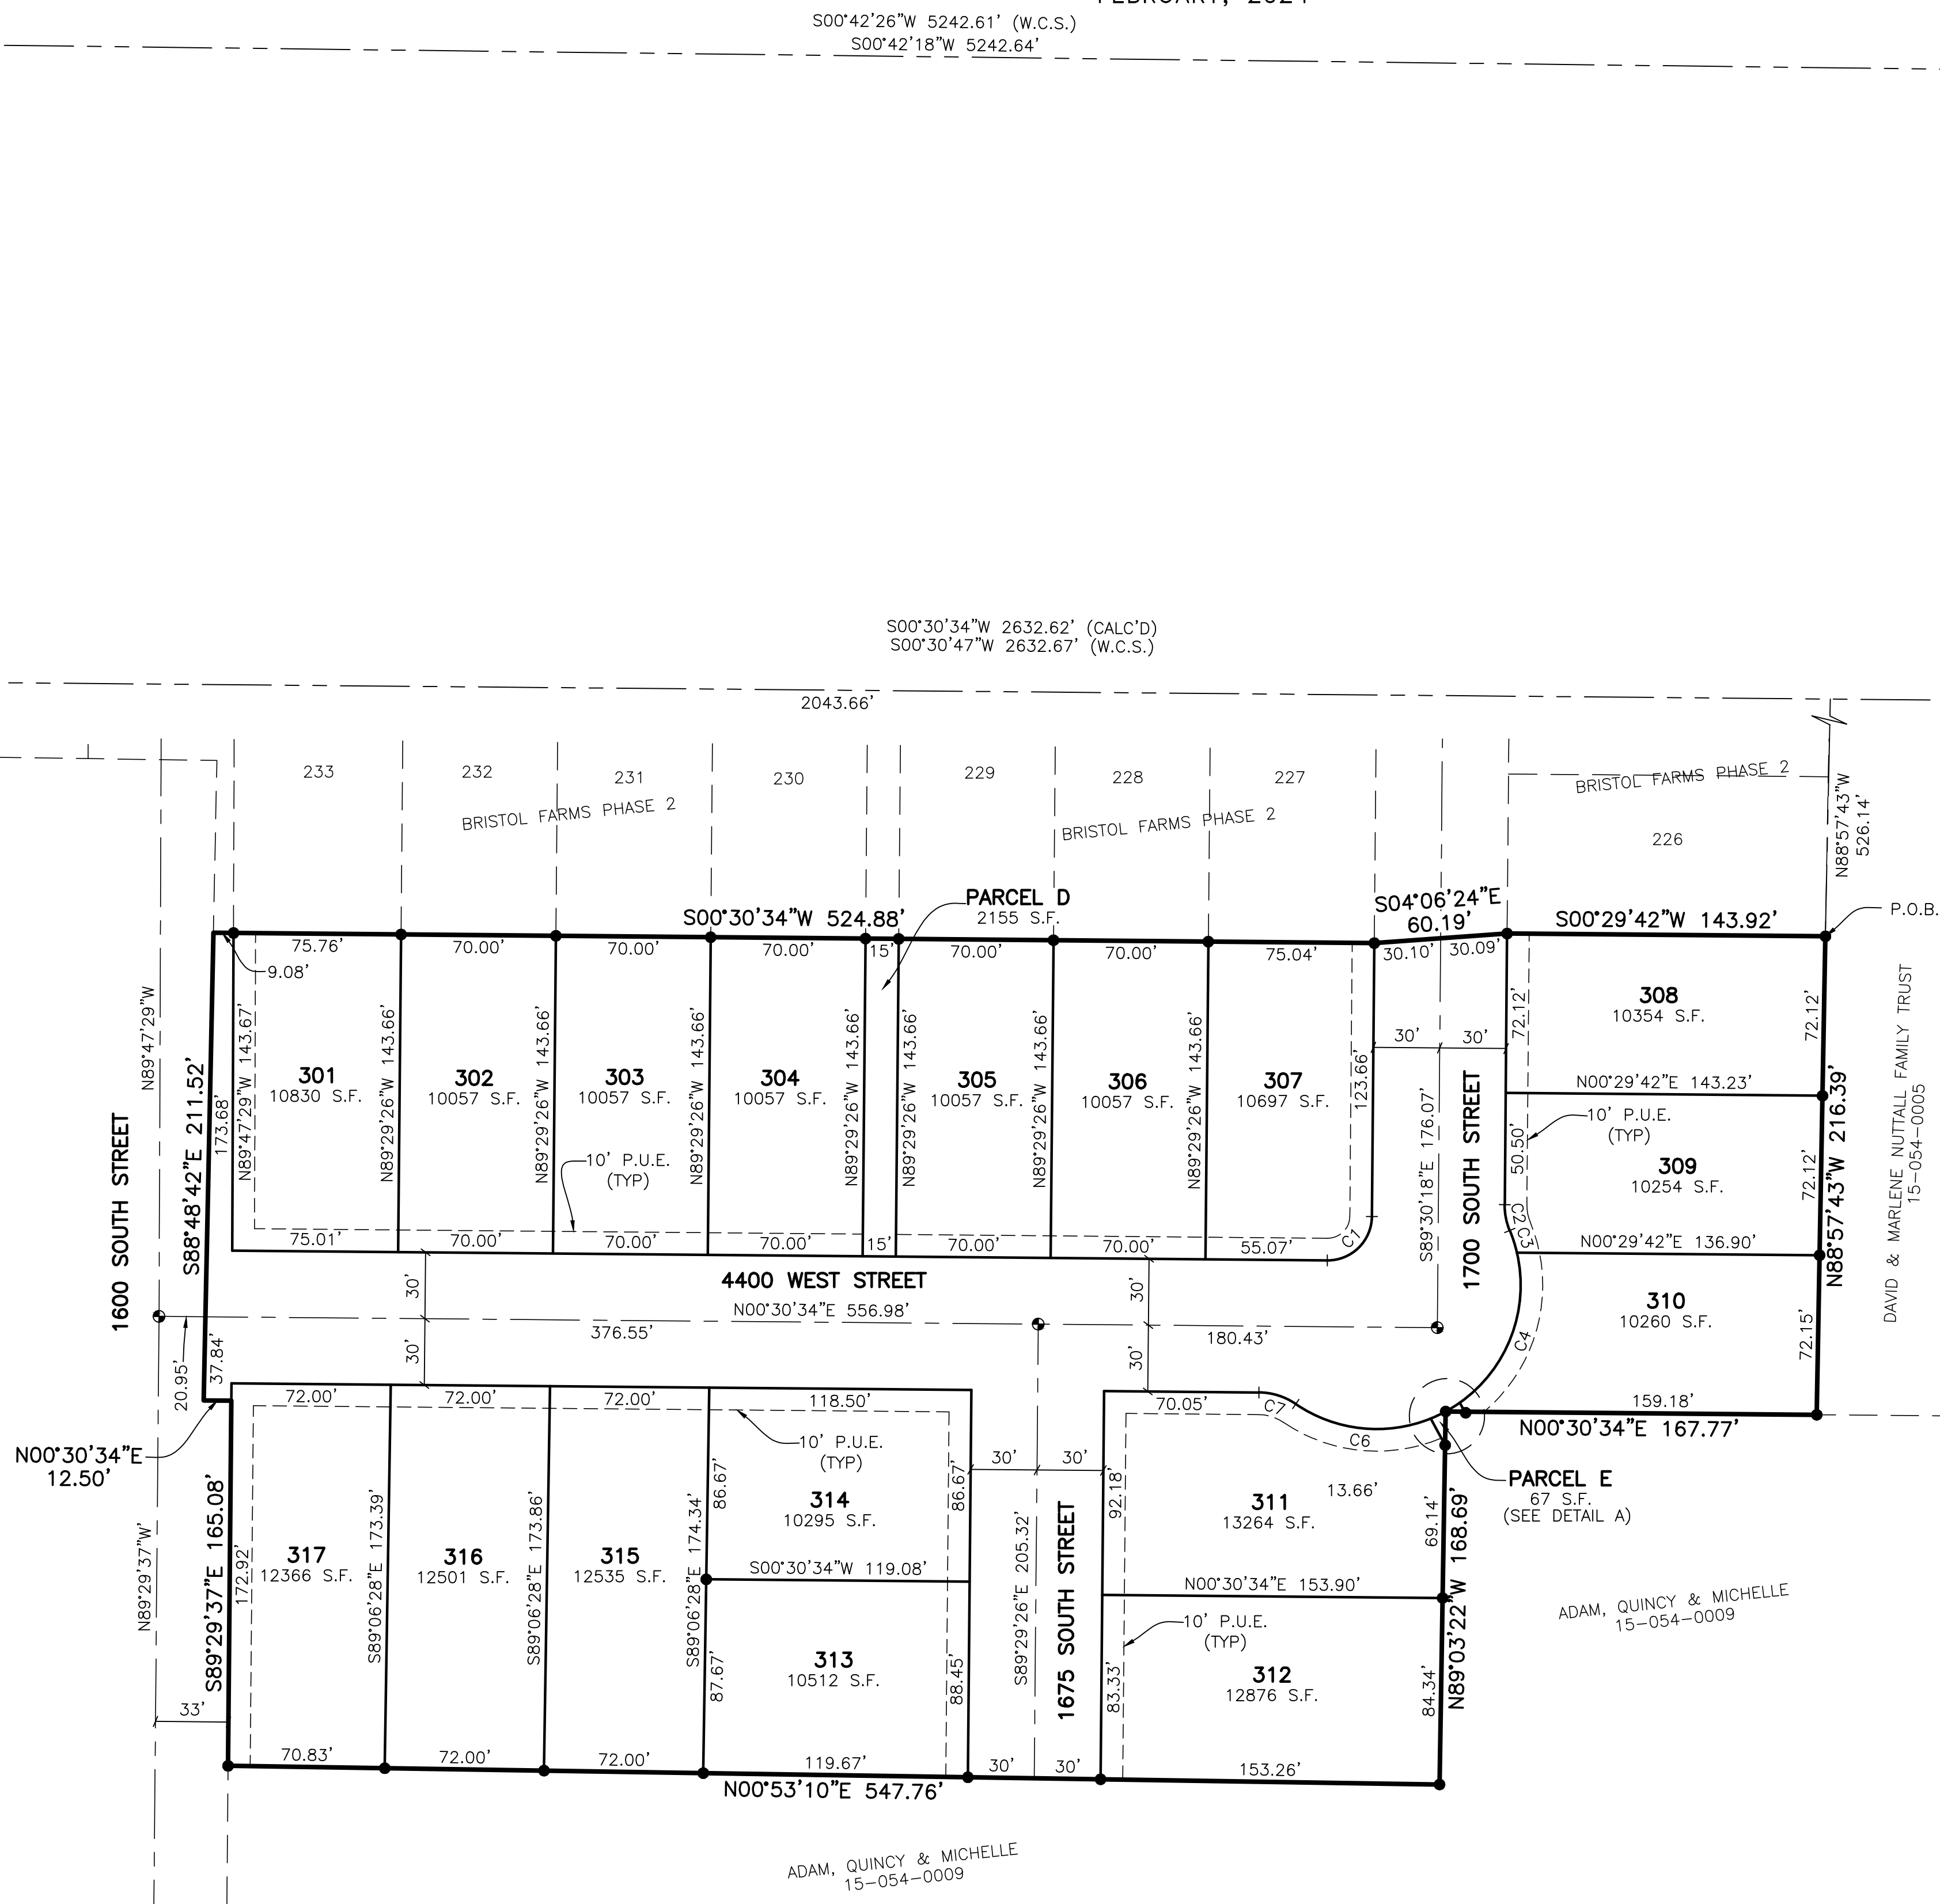 S00°42'26"W 5242.61' (W.C.S.)
S00°42'18"W 5242.64'
S00°30'34"W 2632.62' (CALC'D)
S00°30'47"W 2632.67' (W.C.S.)
2043.66'
233
232
231
230
229
228
227
226
BRISTOL FARMS PHASE 2
BRISTOL FARMS PHASE 2
BRISTOL FARMS PHASE 2
N88°57'43"W
526.14'
P.O.B.
PARCEL D
2155 S.F.
S00°30'34"W 524.88'
S04°06'24"E
60.19'
S00°29'42"W 143.92'
75.76'
70.00'
70.00'
70.00'
15'
70.00'
70.00'
75.04'
30.10'
30.09'
9.08'
N89°47'29"W
1600 SOUTH STREET
S88°48'42"E 211.52'
173.68'
N89°47'29"W 143.67'
301
10830 S.F.
N89°29'26"W 143.66'
302
10057 S.F.
N89°29'26"W 143.66'
303
10057 S.F.
N89°29'26"W 143.66'
304
10057 S.F.
N89°29'26"W 143.66'
N89°29'26"W 143.66'
305
10057 S.F.
N89°29'26"W 143.66'
306
10057 S.F.
N89°29'26"W 143.66'
307
10697 S.F.
123.66'
30'
30'
S89°30'18"E 176.07'
1700 SOUTH STREET
72.12'
308
10354 S.F.
72.12'
N00°29'42"E 143.23'
10' P.U.E.
(TYP)
50.50'
309
10254 S.F.
72.12'
N88°57'43"W 216.39'
DAVID & MARLENE NUTTALL FAMILY TRUST
15-054-0005
N00°29'42"E 136.90'
310
10260 S.F.
72.15'
C1
C2
C3
C4
159.18'
N00°30'34"E 167.77'
10' P.U.E.
(TYP)
75.01'
70.00'
70.00'
70.00'
15'
70.00'
70.00'
55.07'
4400 WEST STREET
N00°30'34"E 556.98'
30'
30'
376.55'
30'
30'
180.43'
20.95'
37.84'
N00°30'34"E
12.50'
72.00'
72.00'
72.00'
118.50'
70.05'
C7
C6
10' P.U.E.
(TYP)
S89°29'37"E 165.08'
N89°29'37"W'
172.92'
317
12366 S.F.
S89°06'28"E 173.39'
316
12501 S.F.
S89°06'28"E 173.86'
315
12535 S.F.
S89°06'28"E 174.34'
86.67'
314
10295 S.F.
86.67'
S00°30'34"W 119.08'
87.67'
313
10512 S.F.
88.45'
30'
30'
S89°29'26"E 205.32'
1675 SOUTH STREET
92.18'
311
13264 S.F.
13.66'
69.14'
PARCEL E
67 S.F.
(SEE DETAIL A)
N00°30'34"E 153.90'
10' P.U.E.
(TYP)
83.33'
312
12876 S.F.
84.34'
N89°03'22"W 168.69'
ADAM, QUINCY & MICHELLE
15-054-0009
33'
70.83'
72.00'
72.00'
119.67'
30'
30'
153.26'
N00°53'10"E 547.76'
ADAM, QUINCY & MICHELLE
15-054-0009